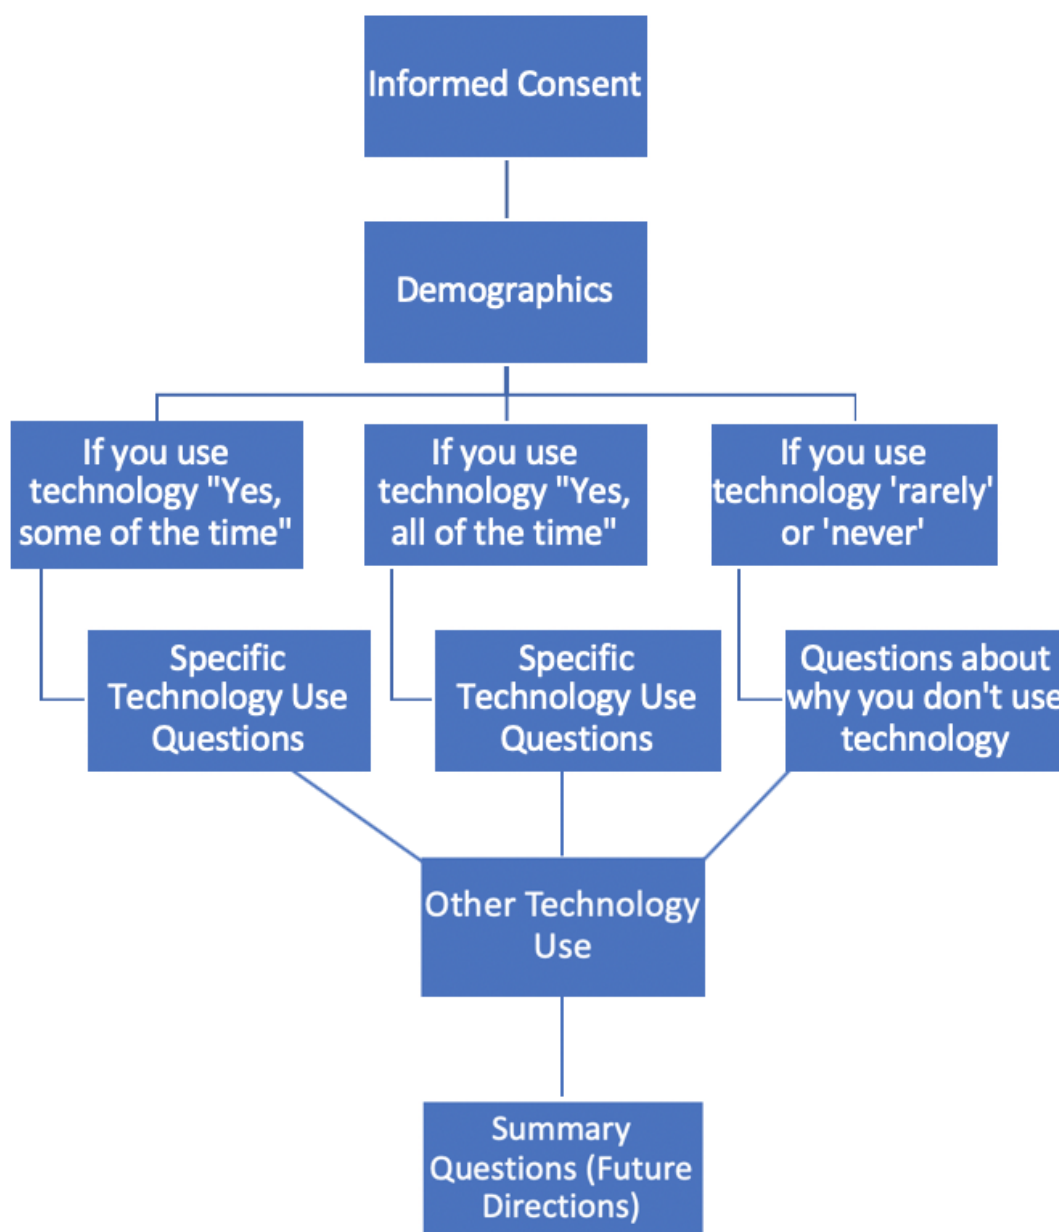 Informed Consent
Demographics
If you use
technology "Yes,
some of the time"
If you use
technology "Yes,
all of the time"
If you use
technology 'rarely'
or 'never'
Specific
Technology Use
Questions
Specific
Technology Use
Questions
Questions about
why you don't use
technology
Other Technology
Use
Summary
Questions (Future
Directions)